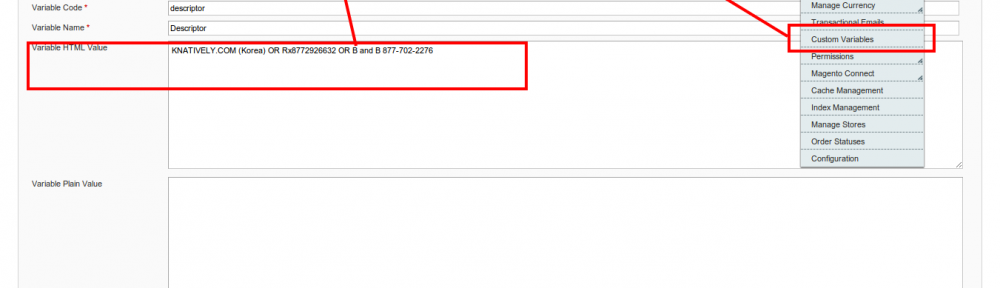 Variable Code * descriptor
Variable Name * Descriptor
Variable HTML Value KNATIVELY.COM (Korea) OR Rx8772926632 OR B and B 877-702-2276
Variable Plain Value
Manage Currency
Transactional Emails
Custom Variables
Permissions
Magento Connect
Cache Management
Index Management
Manage Stores
Order Statuses
Configuration